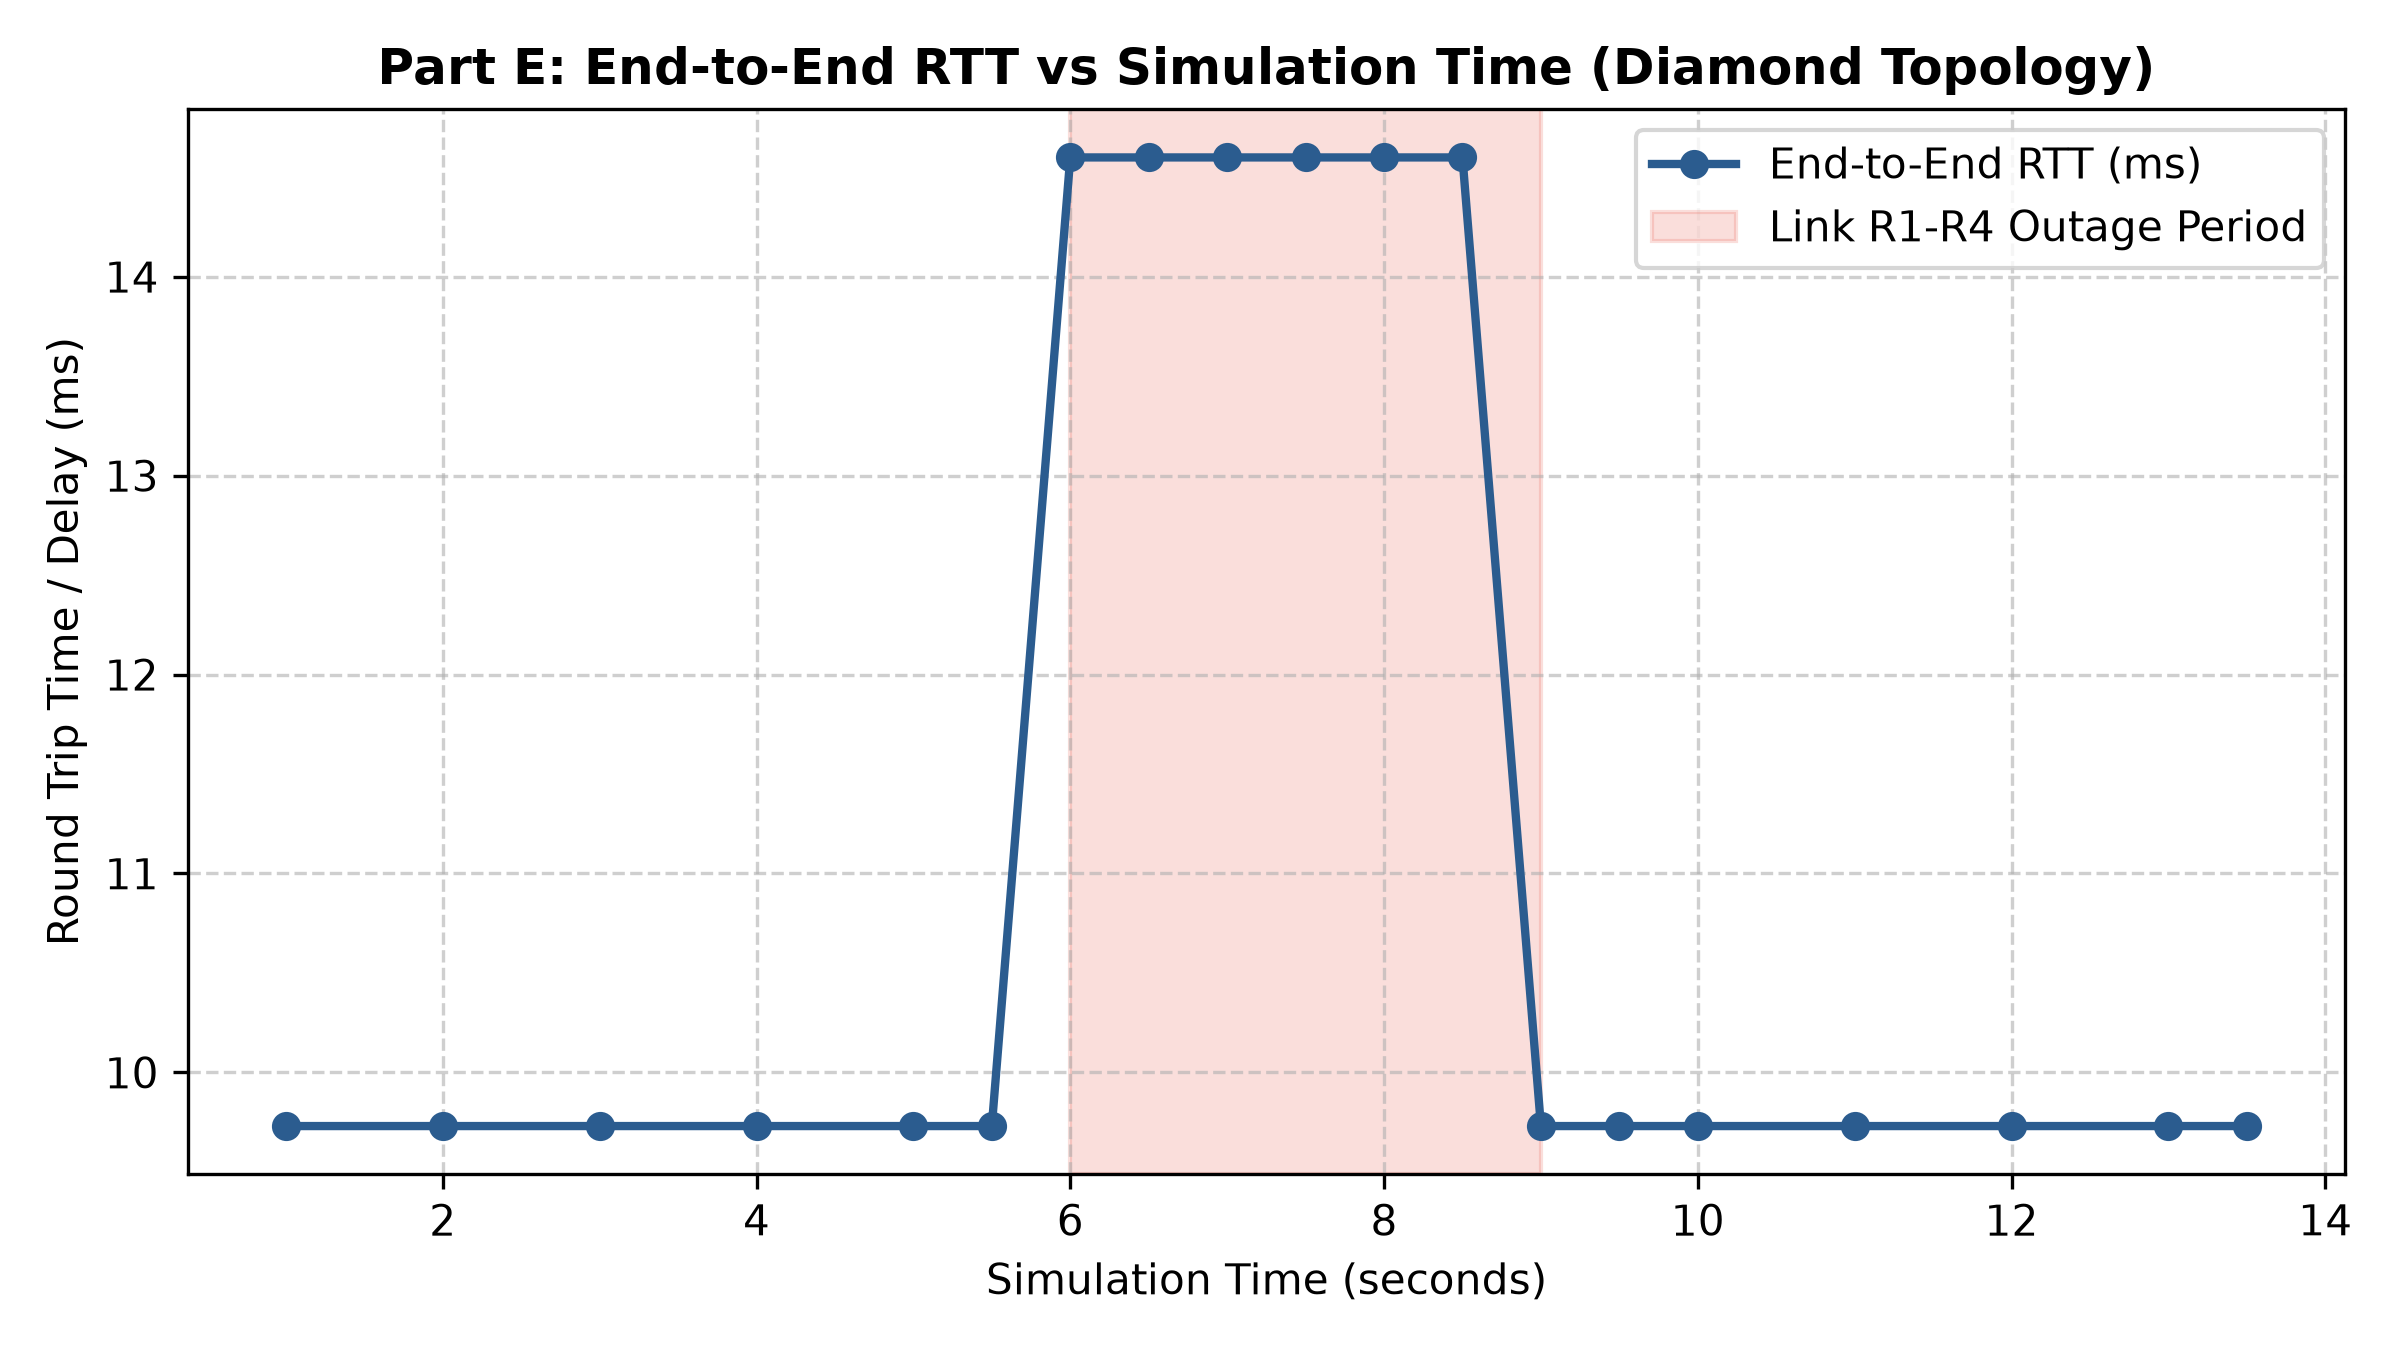 Part E: End-to-End RTT vs Simulation Time (Diamond Topology)
End-to-End RTT (ms)
Link R1-R4 Outage Period
Round Trip Time / Delay (ms)
14
13
12
11
10
2 4 6 8 10 12 14
Simulation Time (seconds)